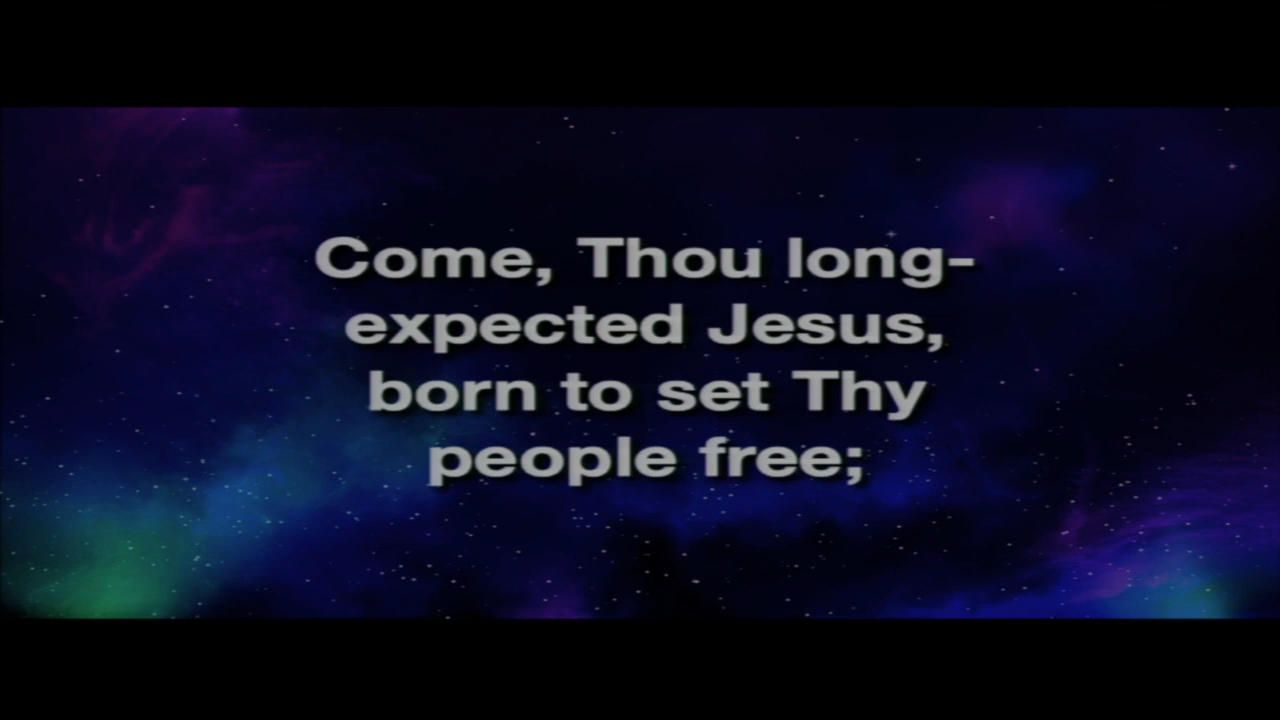 Come, Thou long-
expected Jesus,
born to set Thy
people free;